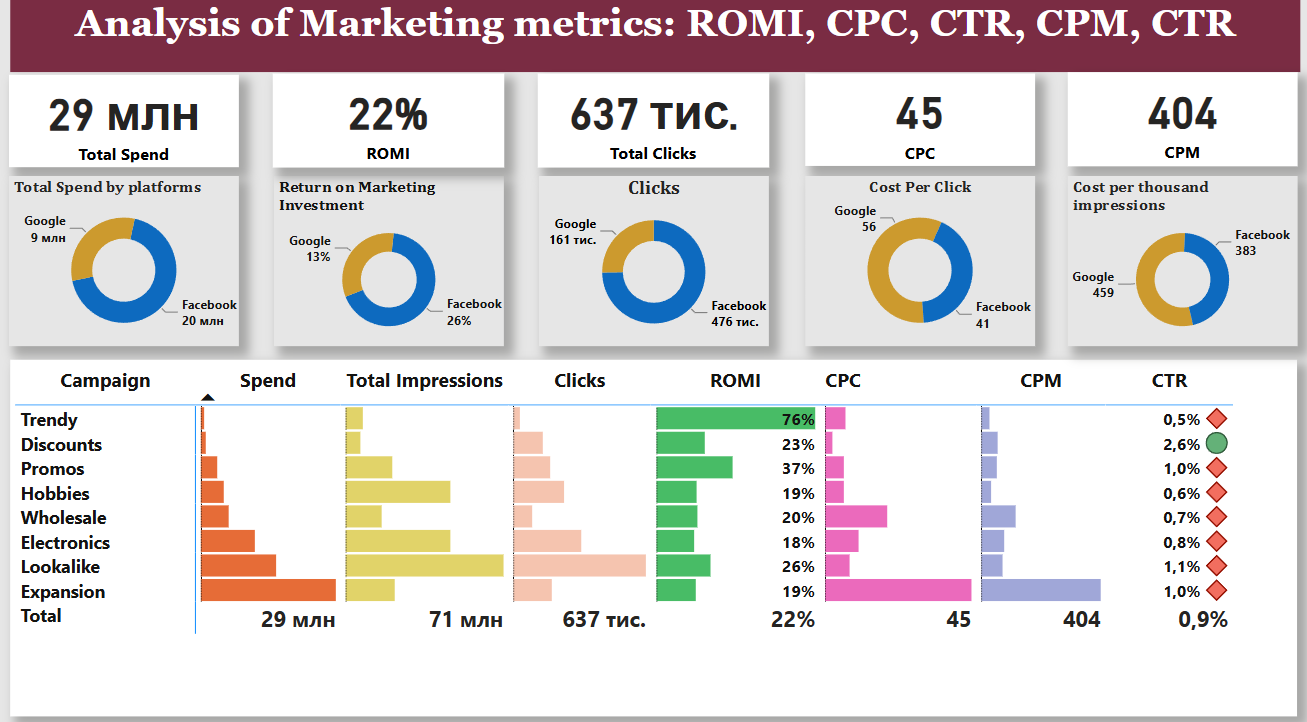 Analysis of Marketing metrics: ROMI, CPC, CTR, CPM, CTR
29 млн
Total Spend
22%
ROMI
637 тис.
Total Clicks
45
CPC
404
CPM
Total Spend by platforms
Google
9 млн
Facebook
20 млн
Return on Marketing
Investment
Google
13%
Facebook
26%
Clicks
Google
161 тис.
Facebook
476 тис.
Cost Per Click
Google
56
Facebook
41
Cost per thousand
impressions
Facebook
383
Google
459
Campaign Spend Total Impressions Clicks ROMI CPC CPM CTR
Trendy 76% 0,5%
Discounts 23% 2,6%
Promos 37% 1,0%
Hobbies 19% 0,6%
Wholesale 20% 0,7%
Electronics 18% 0,8%
Lookalike 26% 1,1%
Expansion 19% 1,0%
Total 29 млн 71 млн 637 тис. 22% 45 404 0,9%